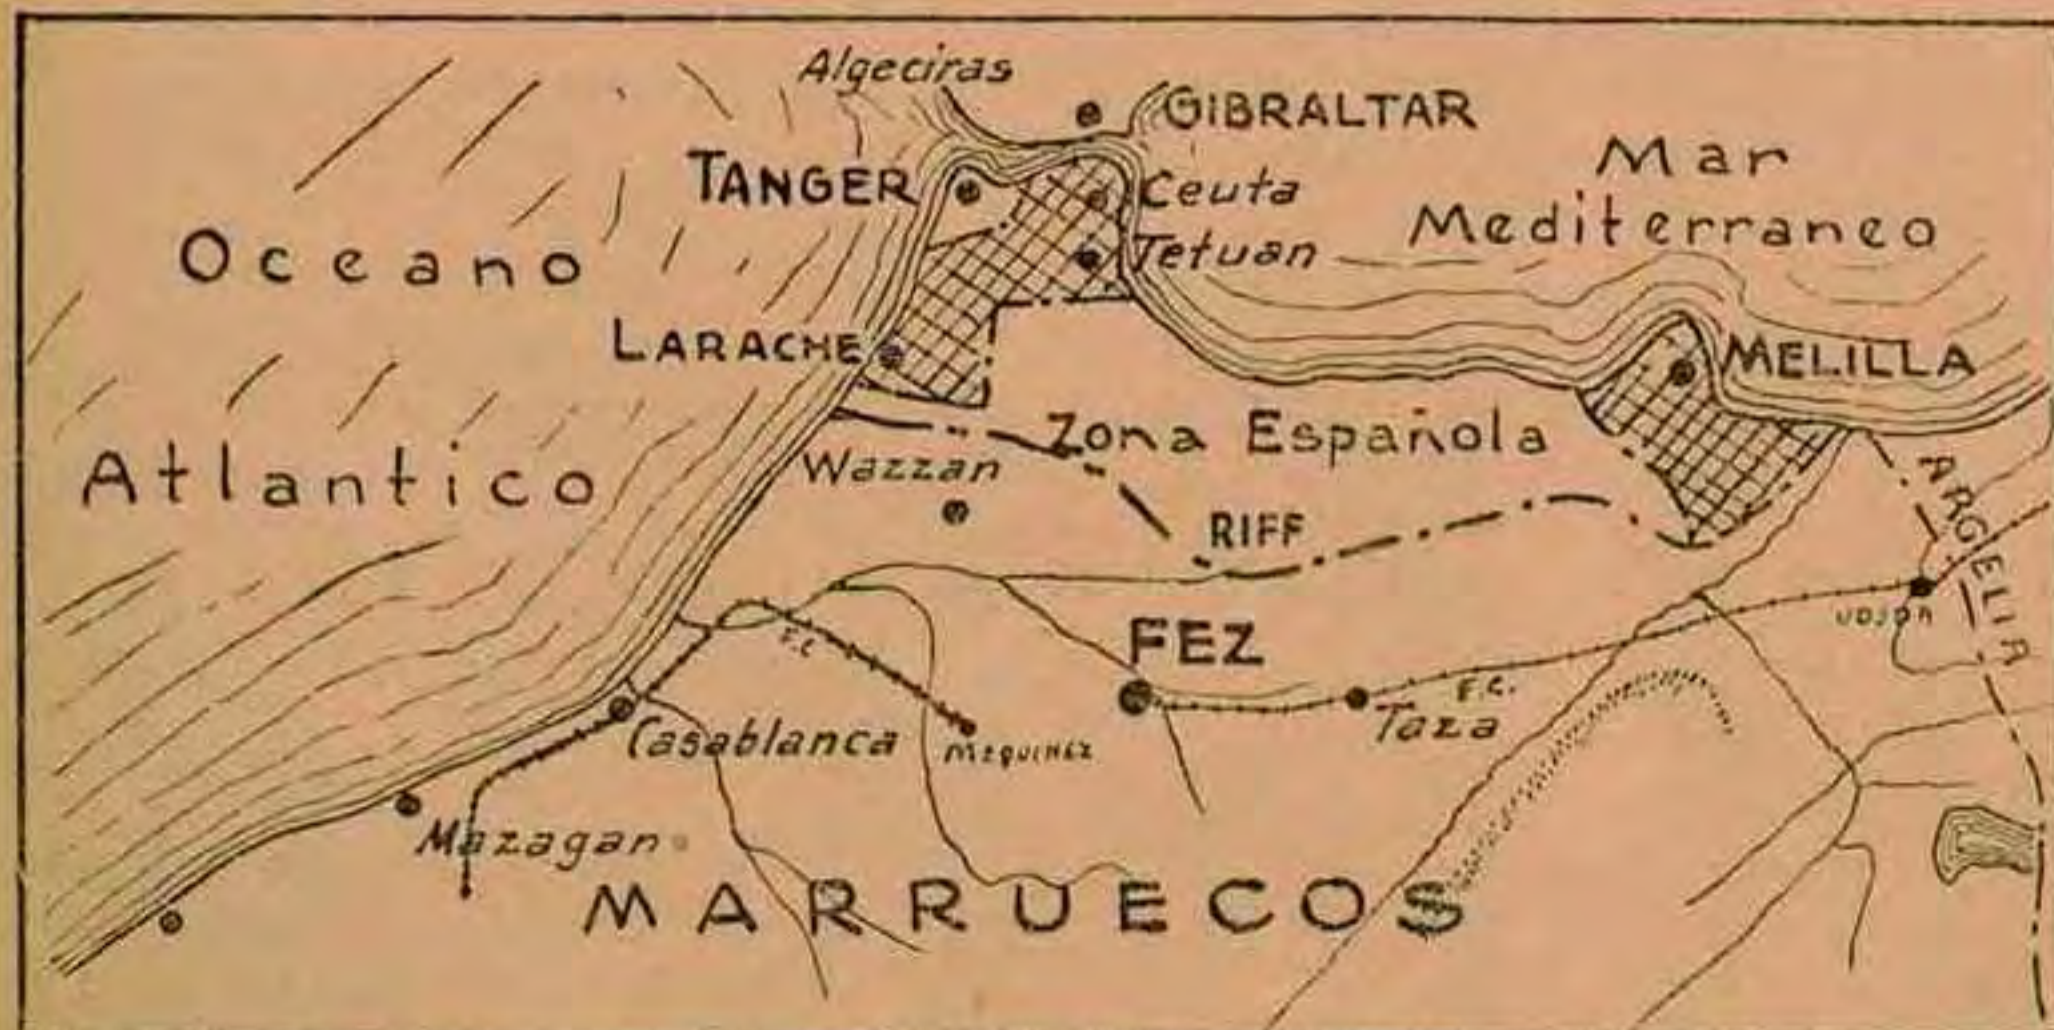 Algeciras
GIBRALTAR
TANGER
Ceuta
Tetuan
Mar
Mediterraneo
Oceano
Atlantico
LARACHE
MELILLA
Zona Española
Wazzan
RIFF
ARGELIA
UDJDA
FEZ
F.C.
F.C
Taza
Casablanca
MEQUINEZ
Mazagan
MARRUECOS